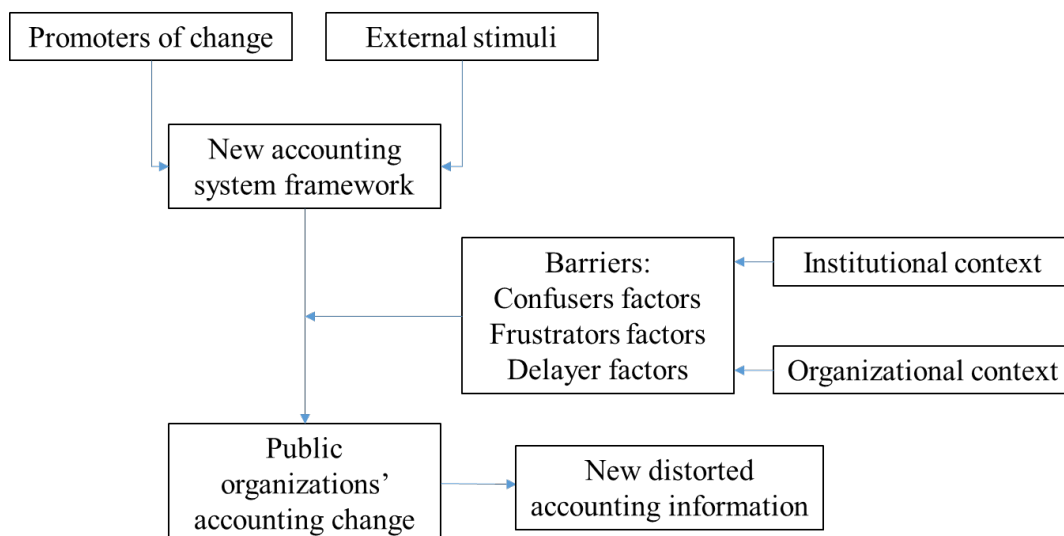 Promoters of change
External stimuli
New accounting
system framework
Barriers:
Confusers factors
Frustrators factors
Delayer factors
Institutional context
Organizational context
Public
organizations’
accounting change
New distorted
accounting information